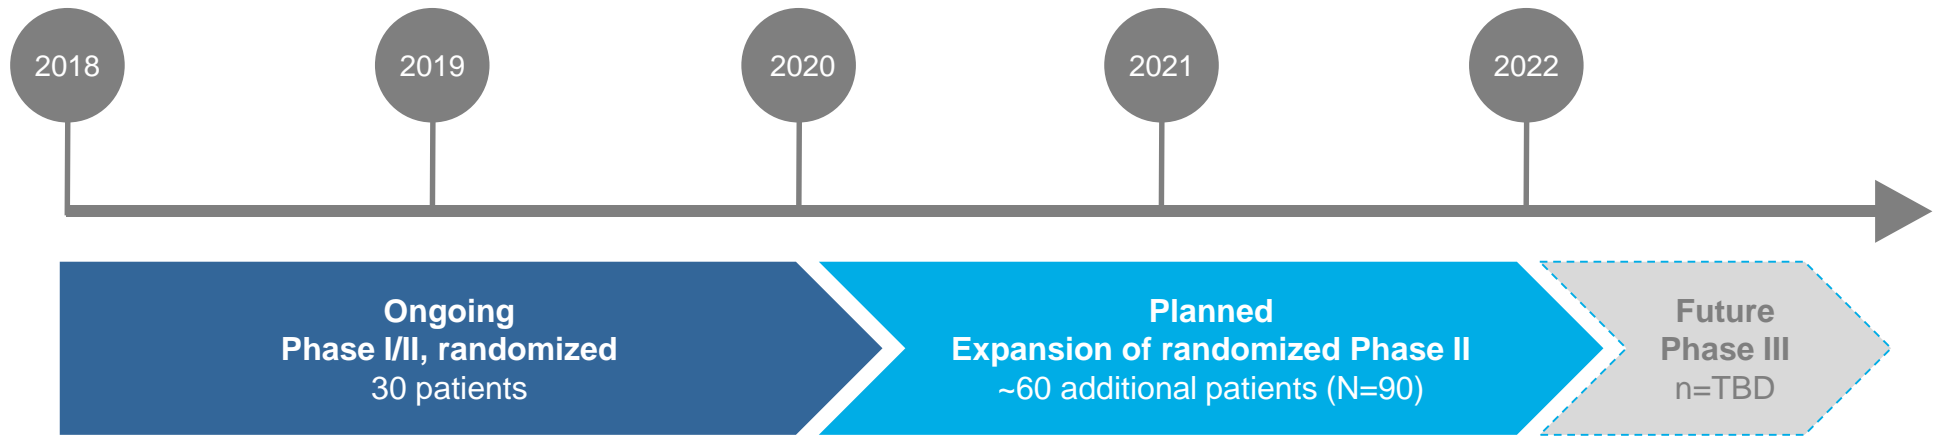 2018
2019
2020
2021
2022
Ongoing
Phase I/II, randomized
30 patients
Planned
Expansion of randomized Phase II
~60 additional patients (N=90)
Future
Phase III
n=TBD